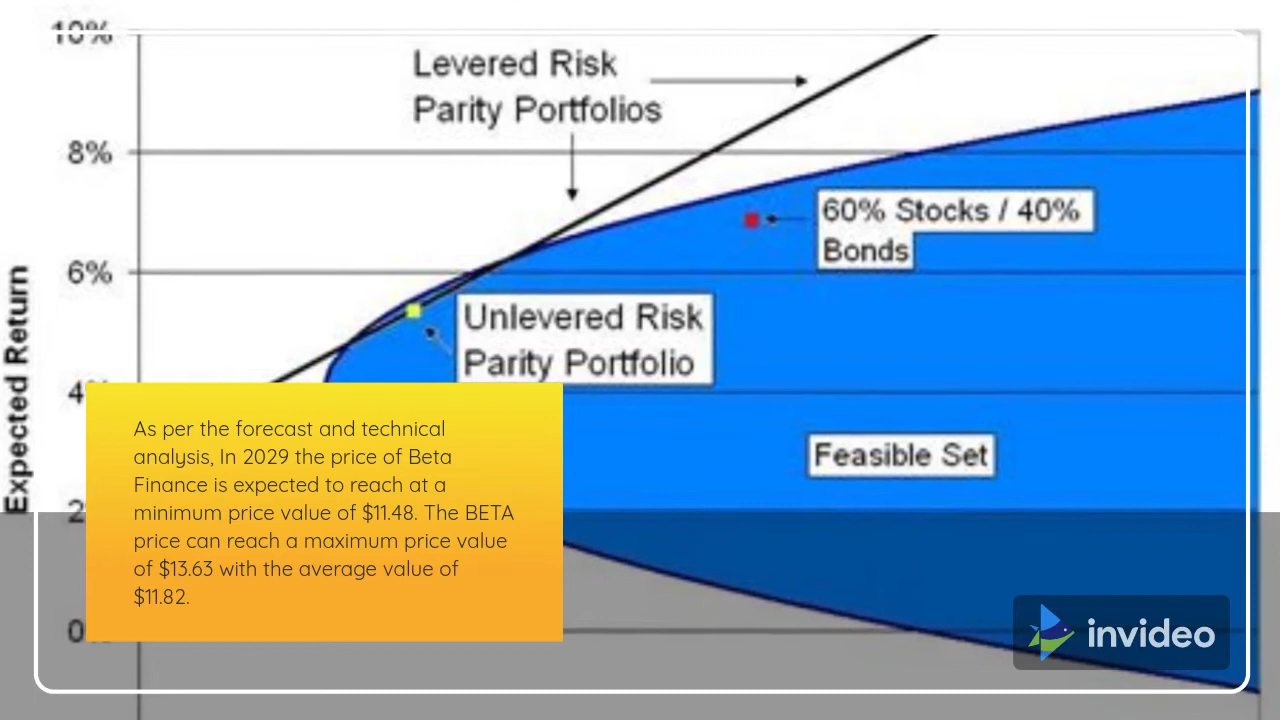 10%
Levered Risk
Parity Portfolios
8%
60% Stocks / 40%
Bonds
6%
Unlevered Risk
Parity Portfolio
Expected Return
As per the forecast and technical
analysis, In 2029 the price of Beta
Finance is expected to reach at a
minimum price value of $11.48. The BETA
price can reach a maximum price value
of $13.63 with the average value of
$11.82.
Feasible Set
invideo